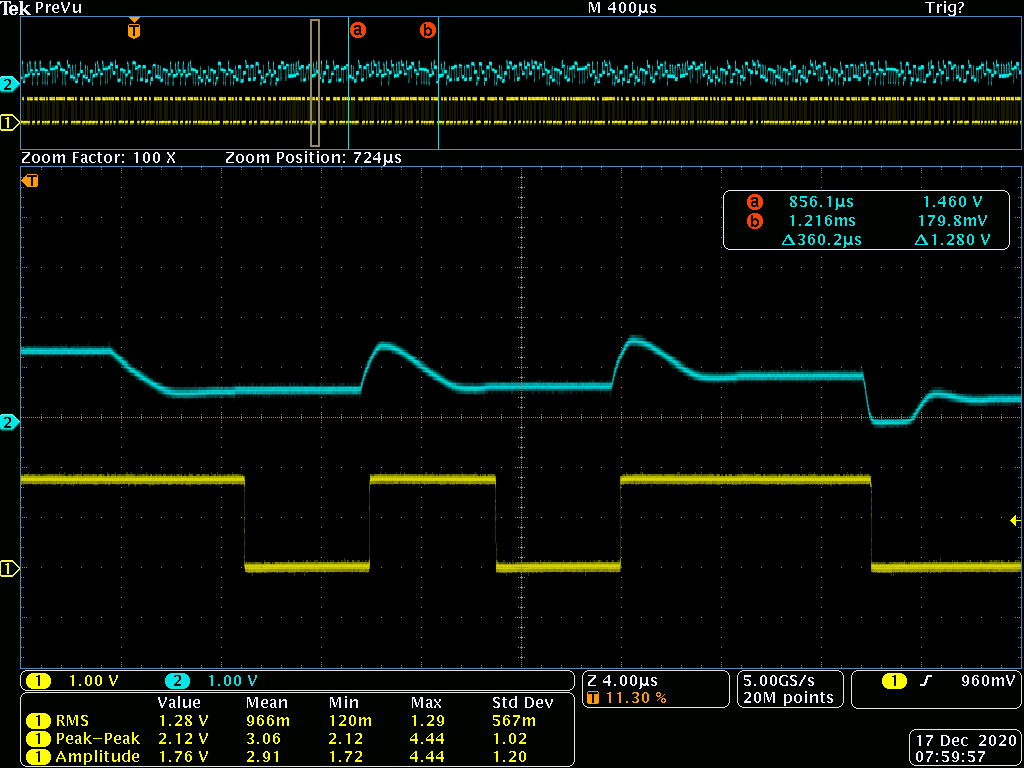 Tek PreVu M 400µs Trig?
T a b
2
1
Zoom Factor: 100 X Zoom Position: 724µs
T
a 856.1µs 1.460 V
b 1.216ms 179.8mV
Δ360.2µs Δ1.280 V
2
1
1 1.00 V 2 1.00 V Z 4.00µs 5.00GS/s 1 960mV
T 11.30 % 20M points
Value Mean Min Max Std Dev
1 RMS 1.28 V 966m 120m 1.29 567m
1 Peak-Peak 2.12 V 3.06 2.12 4.44 1.02
1 Amplitude 1.76 V 2.91 1.72 4.44 1.20
17 Dec 2020
07:59:57